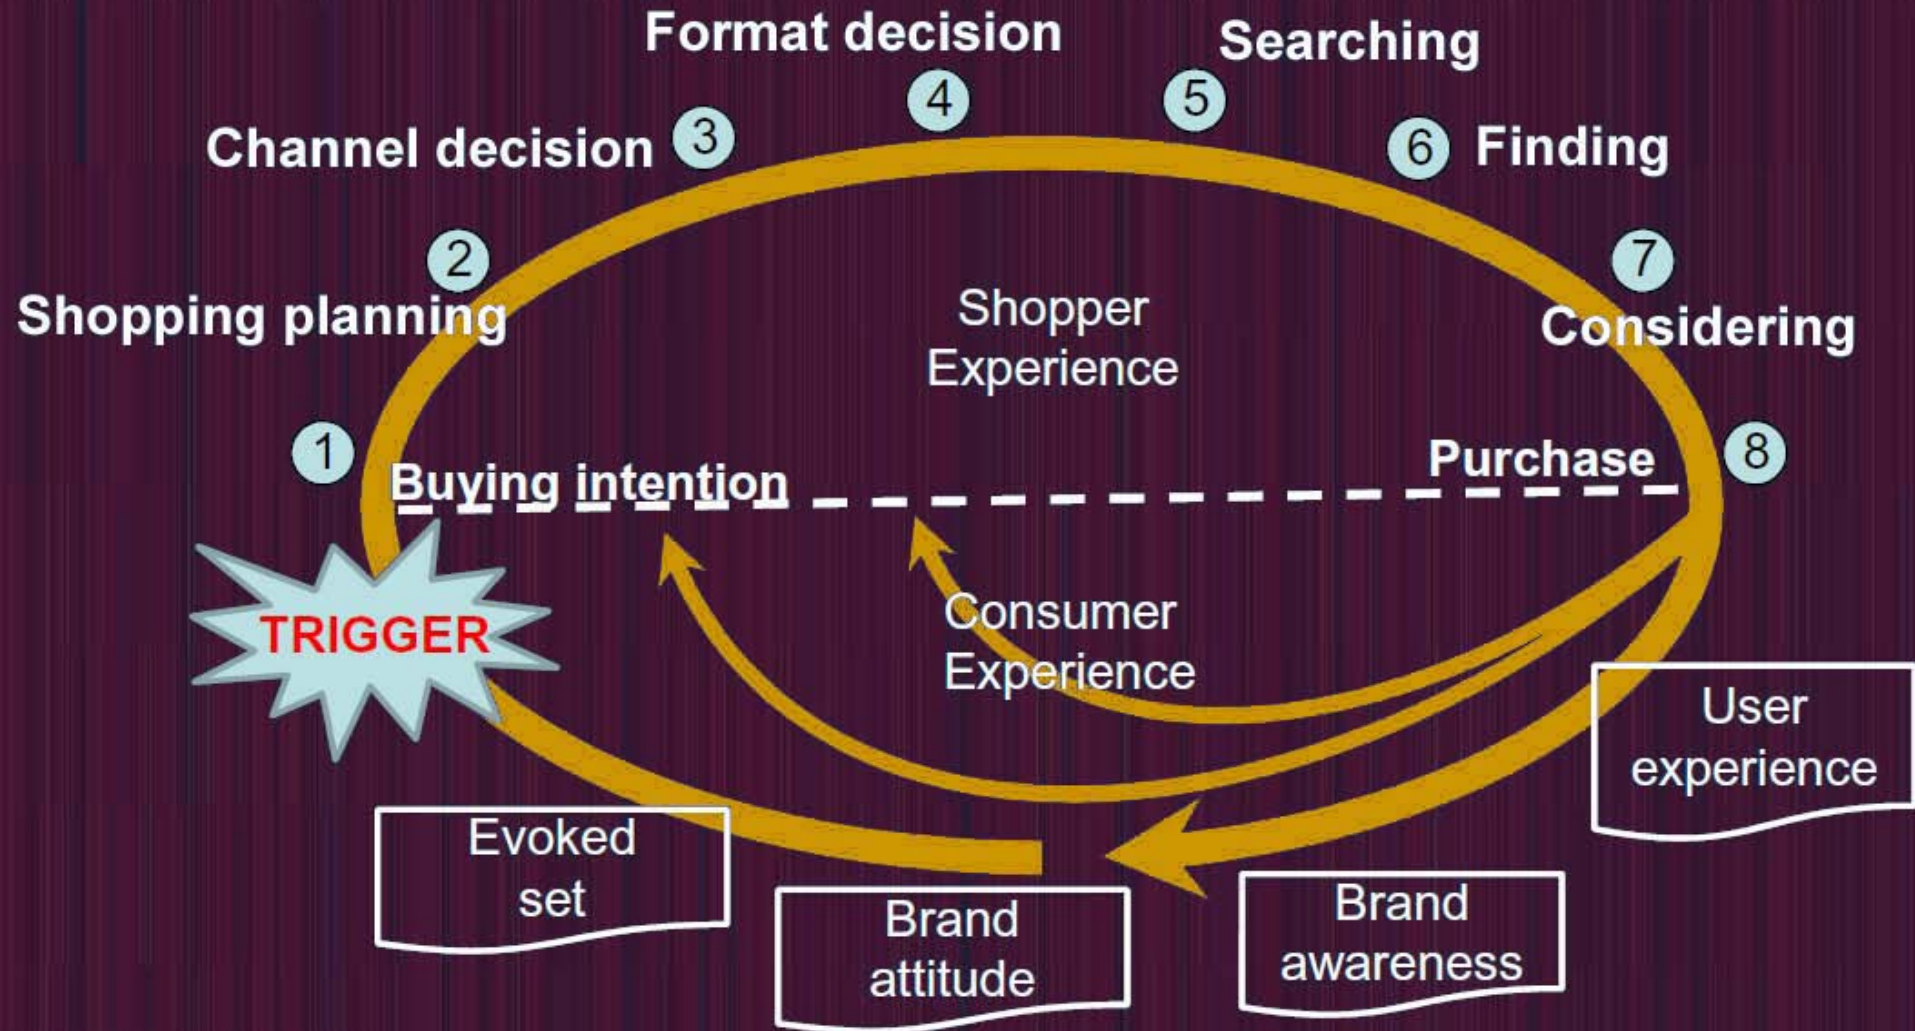 Format decision
Searching
4
5
Channel decision
3
6
Finding
2
7
Shopping planning
Shopper
Experience
Considering
1
Buying intention
Purchase
8
TRIGGER
Consumer
Experience
User
experience
Evoked
set
Brand
attitude
Brand
awareness